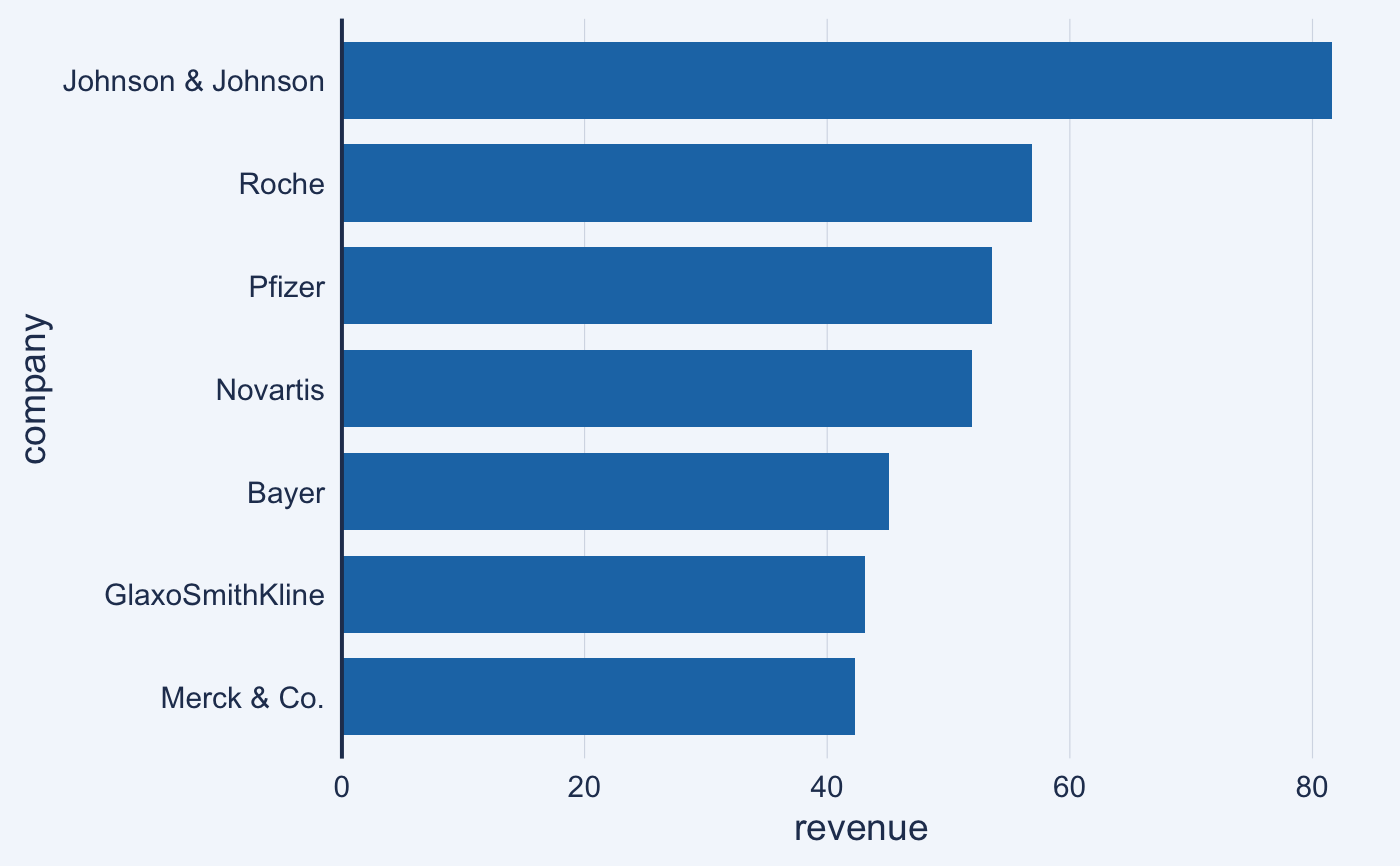 Johnson & Johnson
Roche
Pfizer
Novartis
Bayer
GlaxoSmithKline
Merck & Co.
company
0 20 40 60 80
revenue